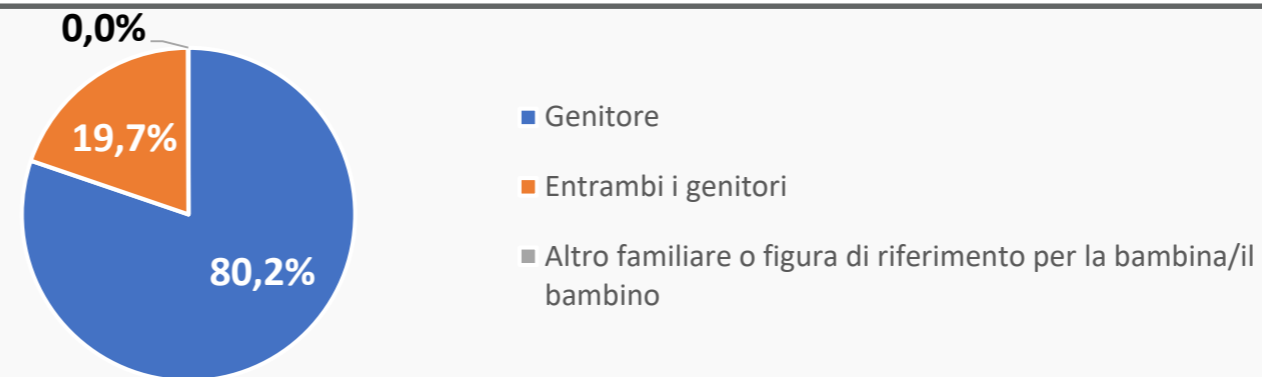 0,0%
19,7%
80,2%
Genitore
Entrambi i genitori
Altro familiare o figura di riferimento per la bambina/il
bambino